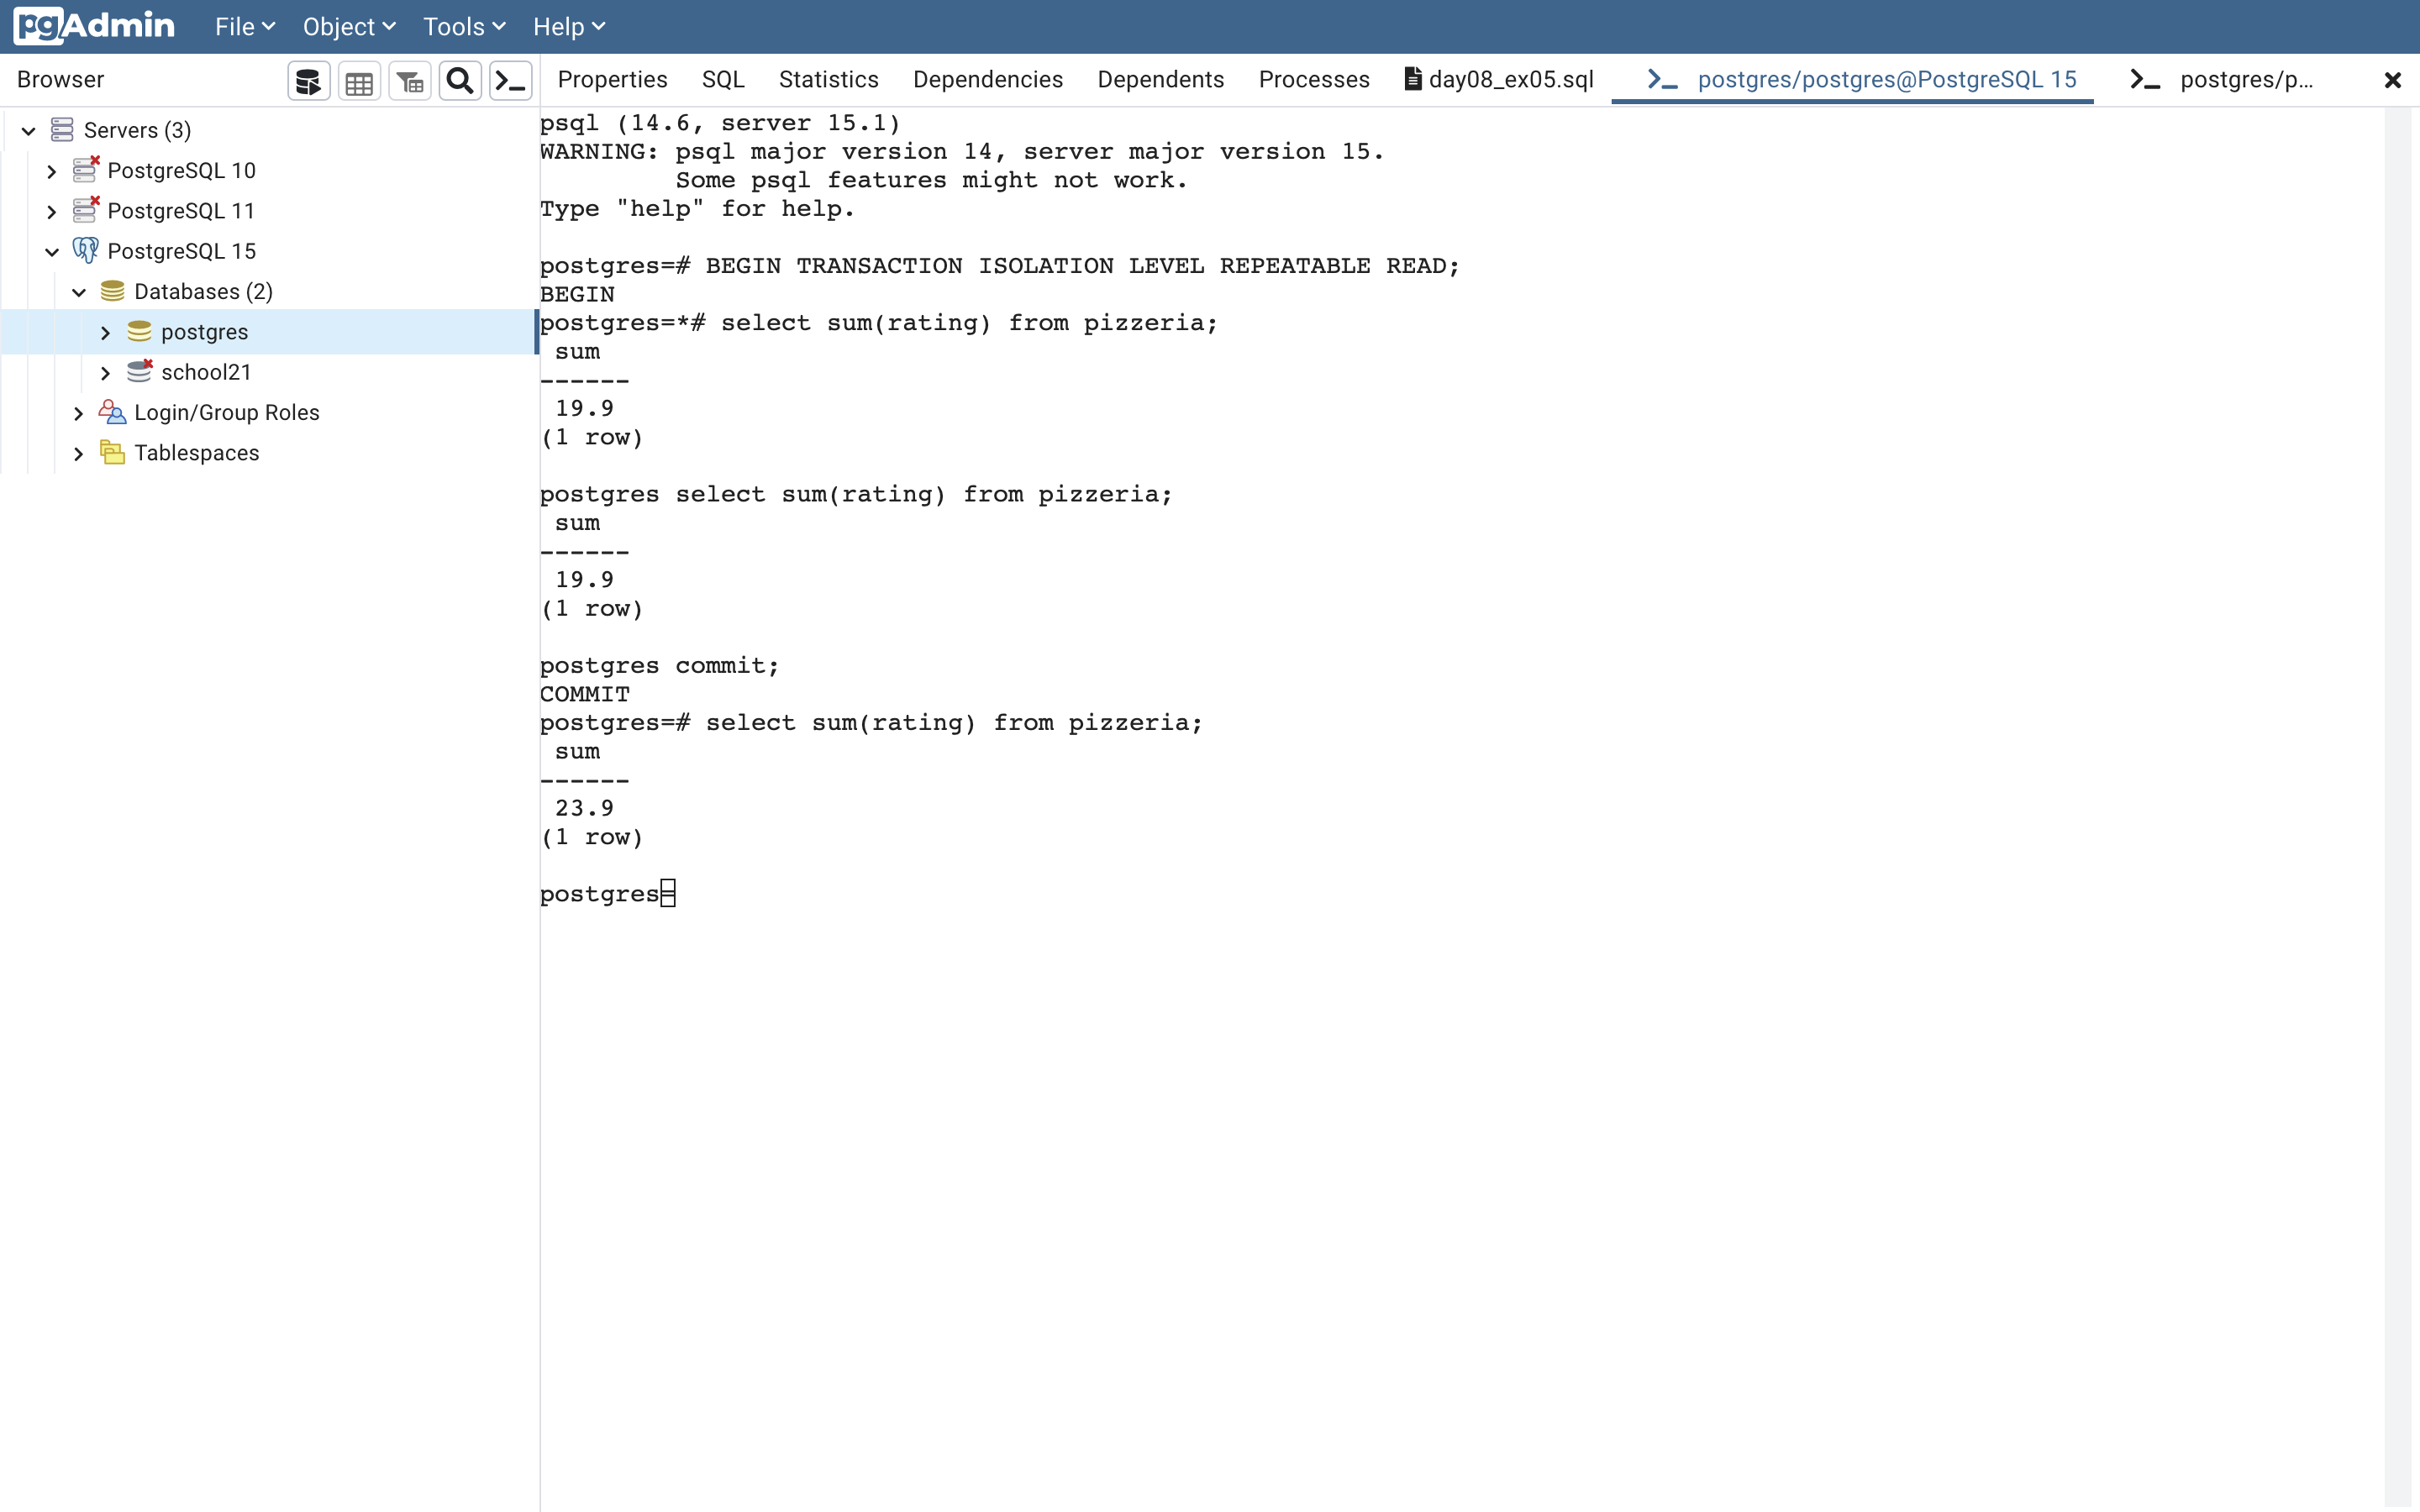 pgAdmin File Object Tools Help
Browser
Properties SQL Statistics Dependencies Dependents Processes day08_ex05.sql postgres/postgres@PostgreSQL 15 postgres/p...
Servers (3)
PostgreSQL 10
PostgreSQL 11
PostgreSQL 15
Databases (2)
postgres
school21
Login/Group Roles
Tablespaces
psql (14.6, server 15.1)
WARNING: psql major version 14, server major version 15.
         Some psql features might not work.
Type "help" for help.

postgres=# BEGIN TRANSACTION ISOLATION LEVEL REPEATABLE READ;
BEGIN
postgres=*# select sum(rating) from pizzeria;
 sum
------
 19.9
(1 row)

postgres select sum(rating) from pizzeria;
 sum
------
 19.9
(1 row)

postgres commit;
COMMIT
postgres=# select sum(rating) from pizzeria;
 sum
------
 23.9
(1 row)

postgres=